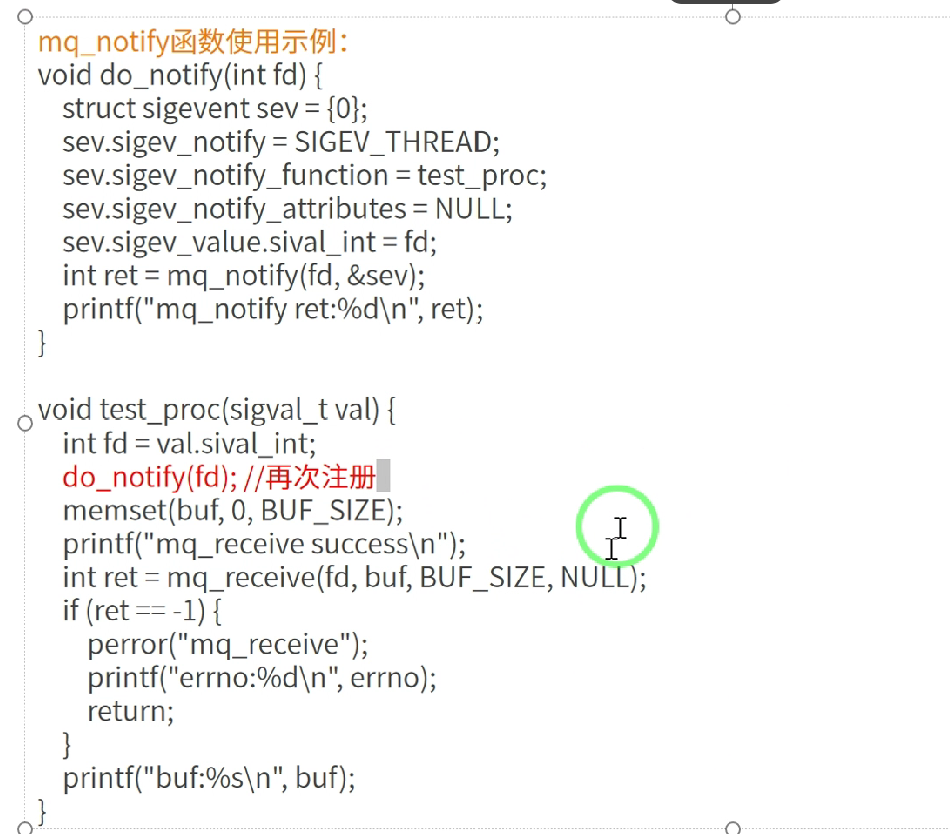 mq_notify函数使用示例：
void do_notify(int fd) {
struct sigevent sev = {0};
sev.sigev_notify = SIGEV_THREAD;
sev.sigev_notify_function = test_proc;
sev.sigev_notify_attributes = NULL;
sev.sigev_value.sival_int = fd;
int ret = mq_notify(fd, &sev);
printf("mq_notify ret:%d\n", ret);
}
void test_proc(sigval_t val) {
int fd = val.sival_int;
do_notify(fd); //再次注册
memset(buf, 0, BUF_SIZE);
printf("mq_receive success\n");
int ret = mq_receive(fd, buf, BUF_SIZE, NULL);
if (ret == -1) {
perror("mq_receive");
printf("errno:%d\n", errno);
return;
}
printf("buf:%s\n", buf);
}